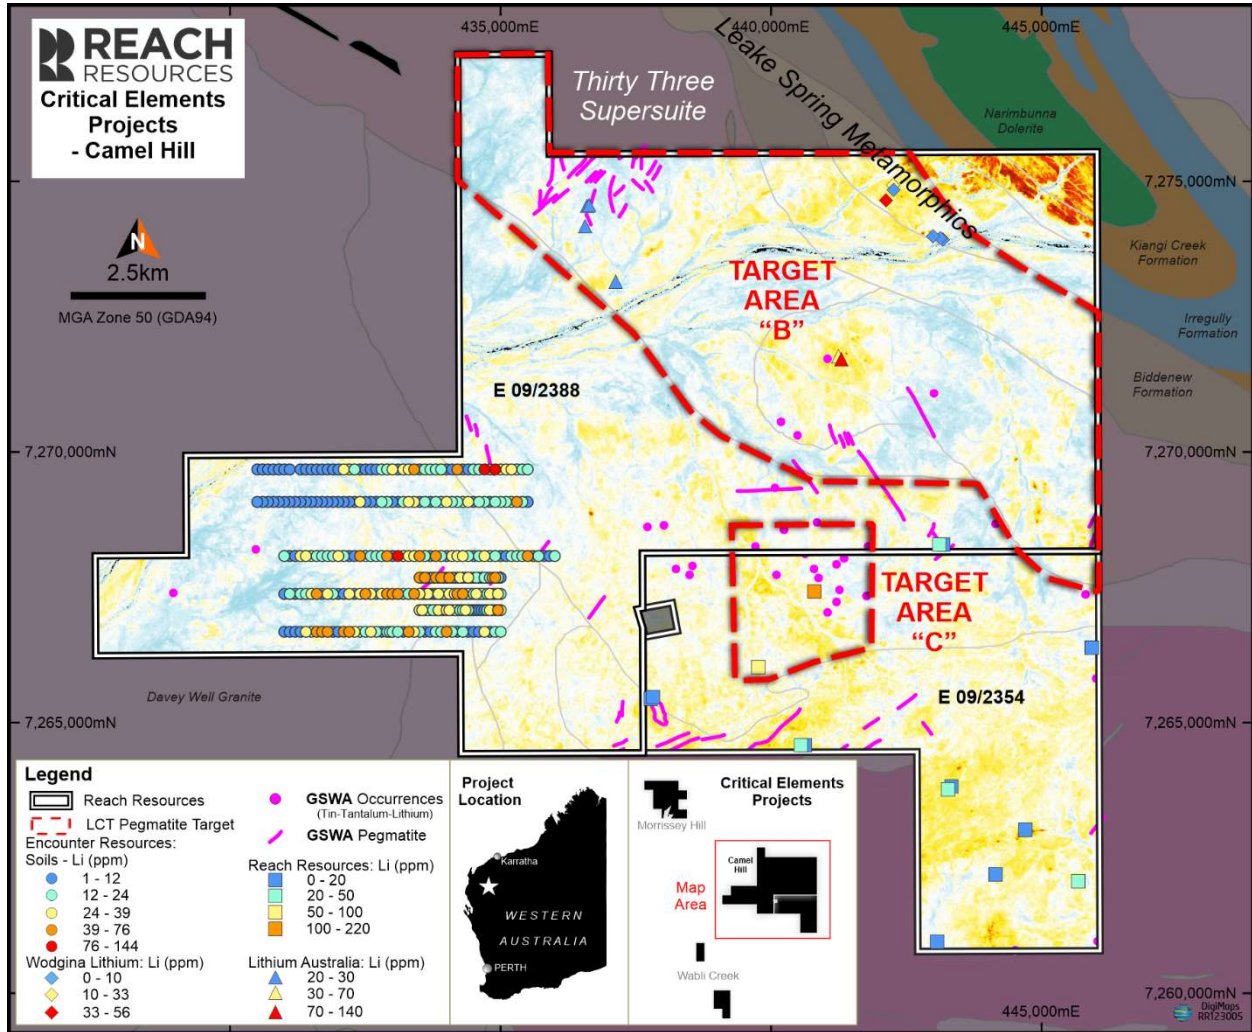 435,000mE
440,000mE
445,000mE
REACH
RESOURCES
Critical Elements
Projects
- Camel Hill
Thirty Three
Supersuite
Leake Spring Metamorphics
Narimbunna
Dolerite
7,275,000mN
7,275,000mN
N
2.5km
MGA Zone 50 (GDA94)
Kiangi Creek
Formation
TARGET
AREA
“B”
Irregully
Formation
Biddenew
Formation
E 09/2388
7,270,000mN
7,270,000mN
TARGET
AREA
“C”
Davey Well Granite
E 09/2354
7,265,000mN
7,265,000mN
Legend
Reach Resources
LCT Pegmatite Target
Encounter Resources:
Soils - Li (ppm)
1 - 12
12 - 24
24 - 39
39 - 76
76 - 144
Wodgina Lithium: Li (ppm)
0 - 10
10 - 33
33 - 56
GSWA Occurrences
(Tin-Tantalum-Lithium)
GSWA Pegmatite
Reach Resources: Li (ppm)
0 - 20
20 - 50
50 - 100
100 - 220
Lithium Australia: Li (ppm)
20 - 30
30 - 70
70 - 140
Project
Location
Karratha
WESTERN
AUSTRALIA
PERTH
Critical Elements
Projects
Morrissey Hill
Camel
Hill
Map
Area
Wabli Creek
445,000mE
7,260,000mN
DigiMaps
RR123005